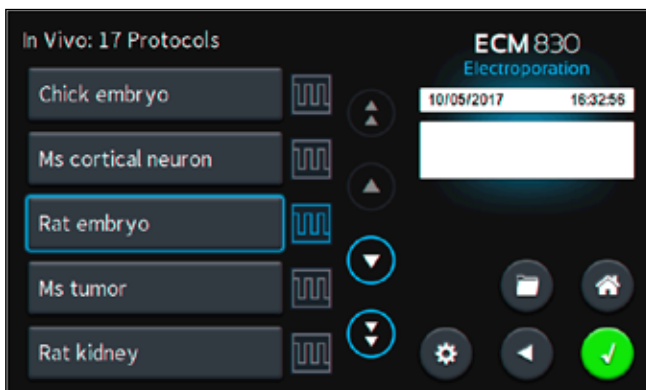 In Vivo: 17 Protocols
Chick embryo
Ms cortical neuron
Rat embryo
Ms tumor
Rat kidney
ECM 830
Electroporation
10/05/2017 16:32:56